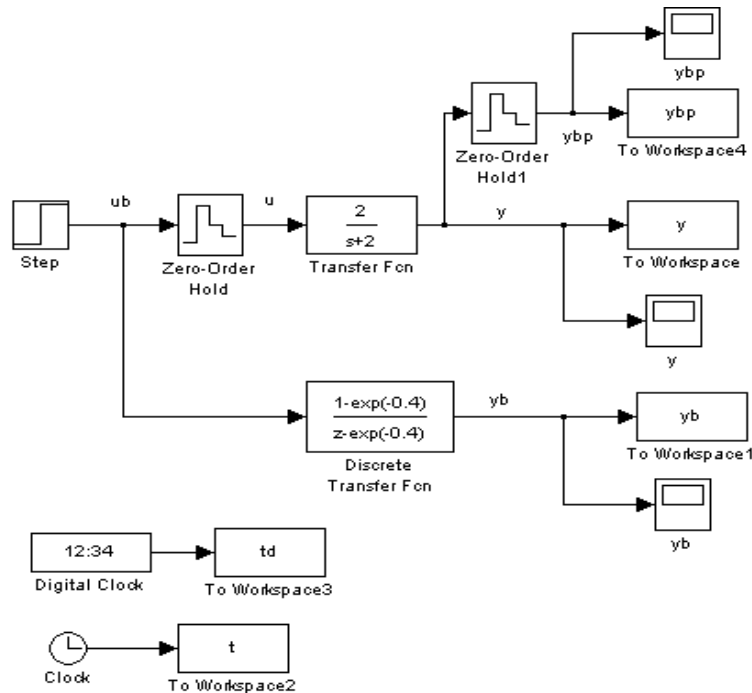 ybp
ybp
To Workspace4
Zero-Order
Hold1
ybp
Step
ub
Zero-Order
Hold
u
2
s+2
Transfer Fcn
y
y
To Workspace
y
1-exp(-0.4)
z-exp(-0.4)
Discrete
Transfer Fcn
yb
yb
To Workspace1
yb
12:34
Digital Clock
td
To Workspace3
Clock
t
To Workspace2